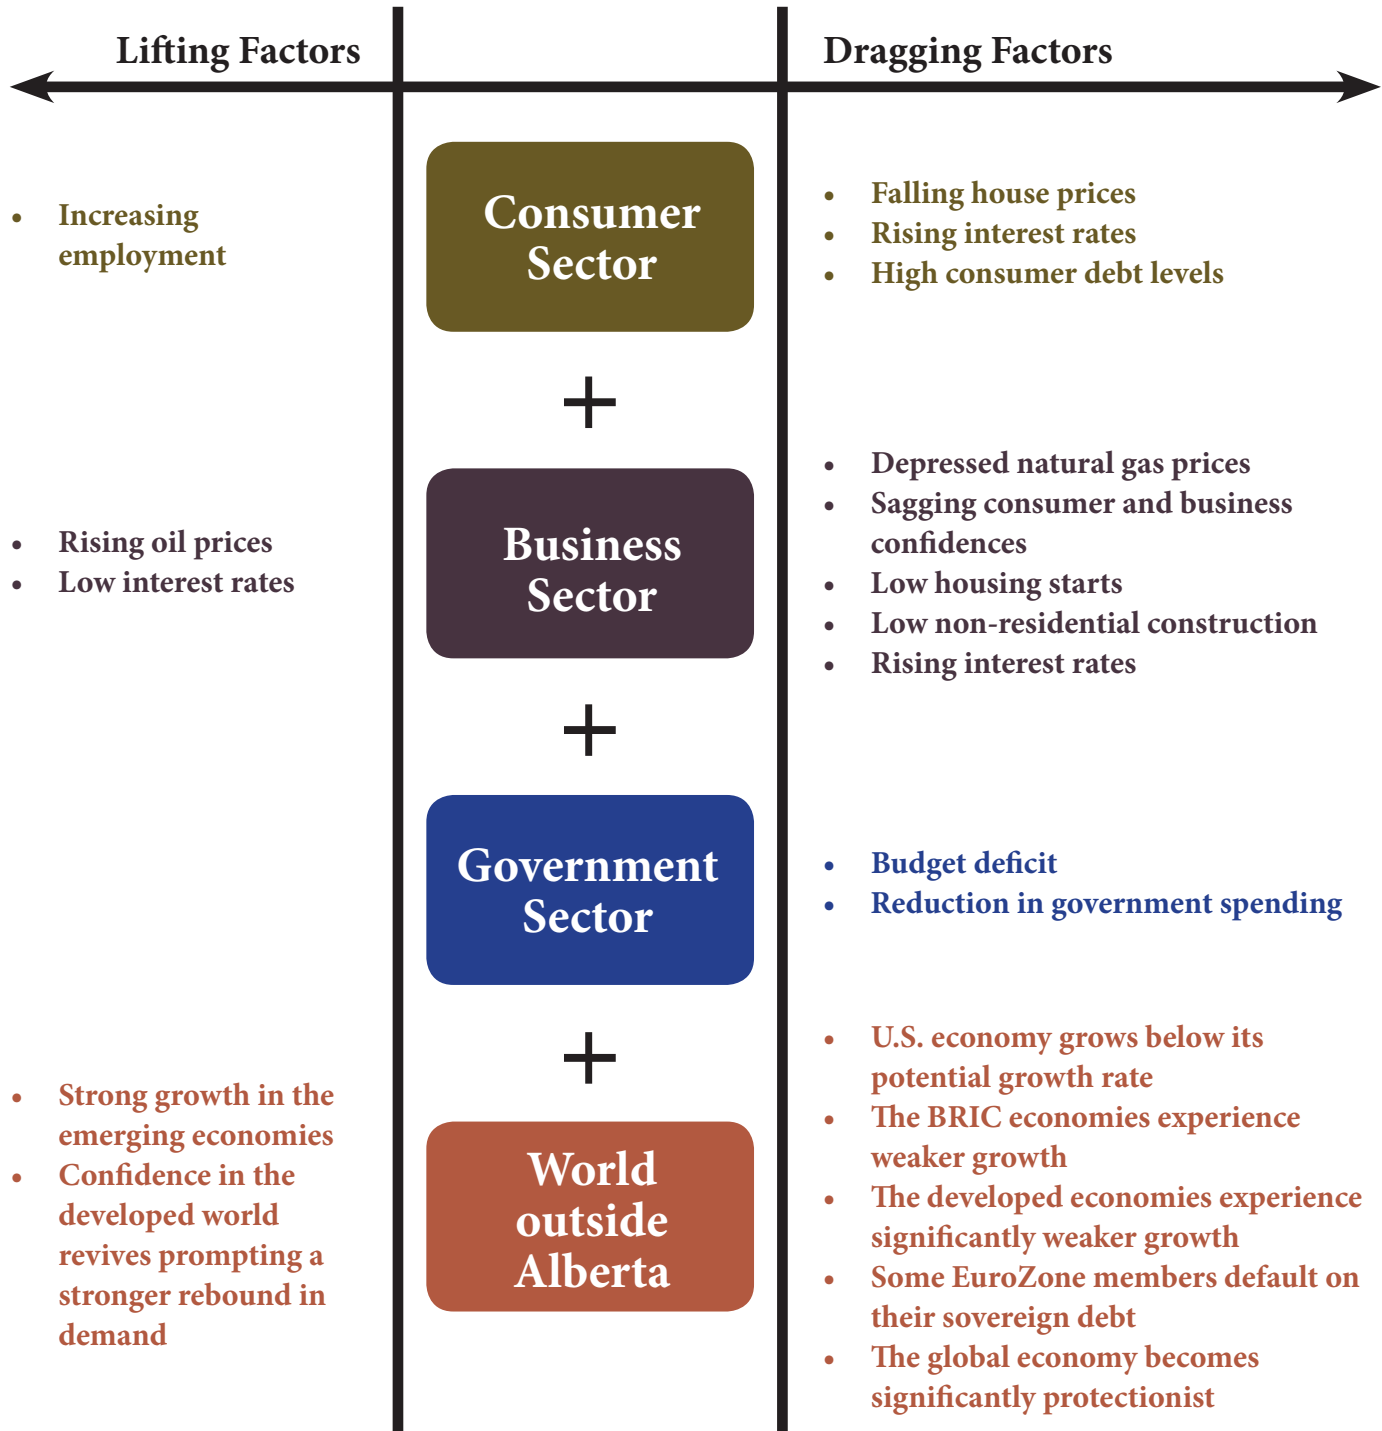 Lifting Factors
Dragging Factors
• Increasing
employment
Consumer
Sector
• Falling house prices
• Rising interest rates
• High consumer debt levels
+
• Rising oil prices
• Low interest rates
Business
Sector
• Depressed natural gas prices
• Sagging consumer and business
confidences
• Low housing starts
• Low non-residential construction
• Rising interest rates
+
Government
Sector
• Budget deficit
• Reduction in government spending
+
• Strong growth in the
emerging economies
• Confidence in the
developed world
revives prompting a
stronger rebound in
demand
World
outside
Alberta
• U.S. economy grows below its
potential growth rate
• The BRIC economies experience
weaker growth
• The developed economies experience
significantly weaker growth
• Some EuroZone members default on
their sovereign debt
• The global economy becomes
significantly protectionist